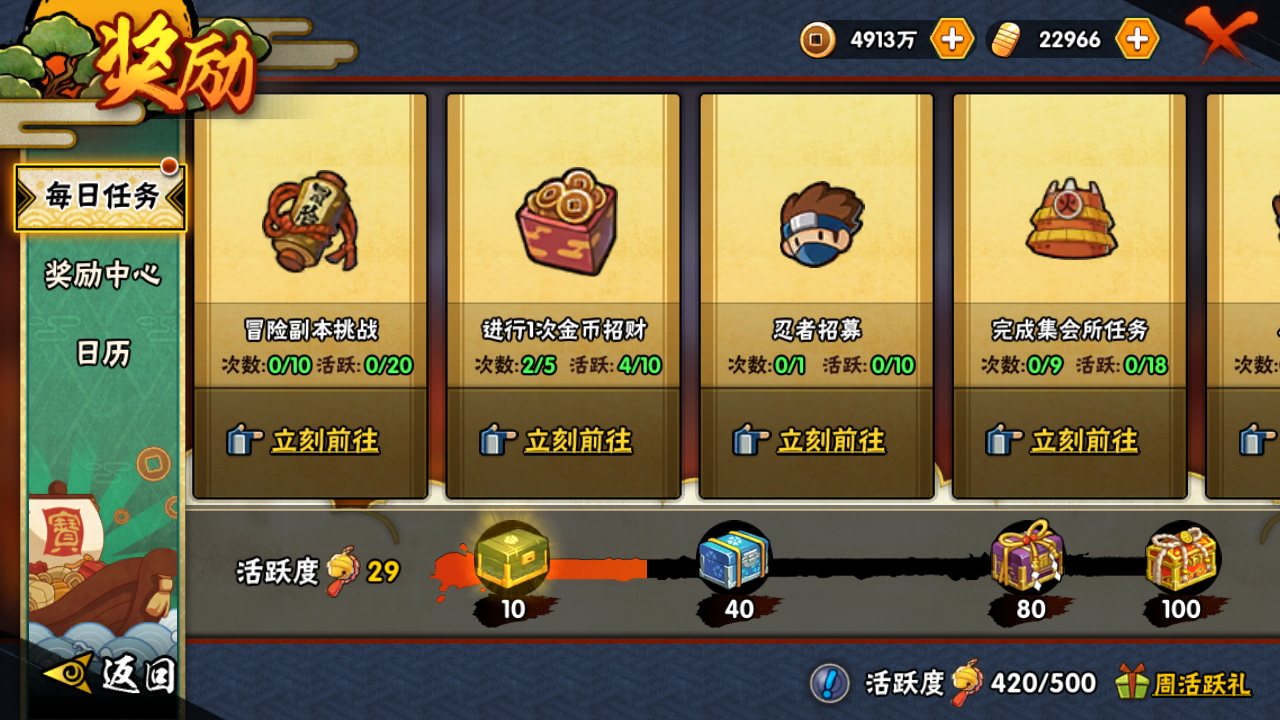 奖励
4913万
22966
每日任务
奖励中心
日历
返回
冒险
冒险副本挑战
次数:0/10 活跃:0/20
立刻前往
进行1次金币招财
次数:2/5 活跃:4/10
立刻前往
忍者招募
次数:0/1 活跃:0/10
立刻前往
火
完成集会所任务
次数:0/9 活跃:0/18
立刻前往
次数:
寶
活跃度 29
10
40
80
100
活跃度 420/500 周活跃礼